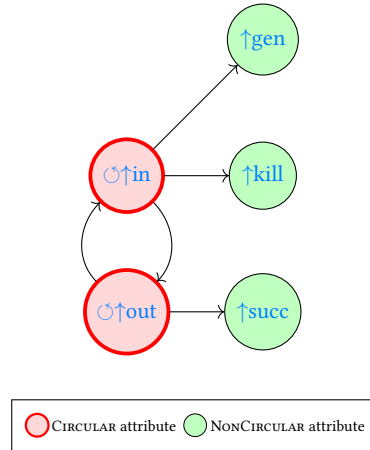 ↑gen
↺↑in
↑kill
↺↑out
↑succ
Circular attribute NonCircular attribute